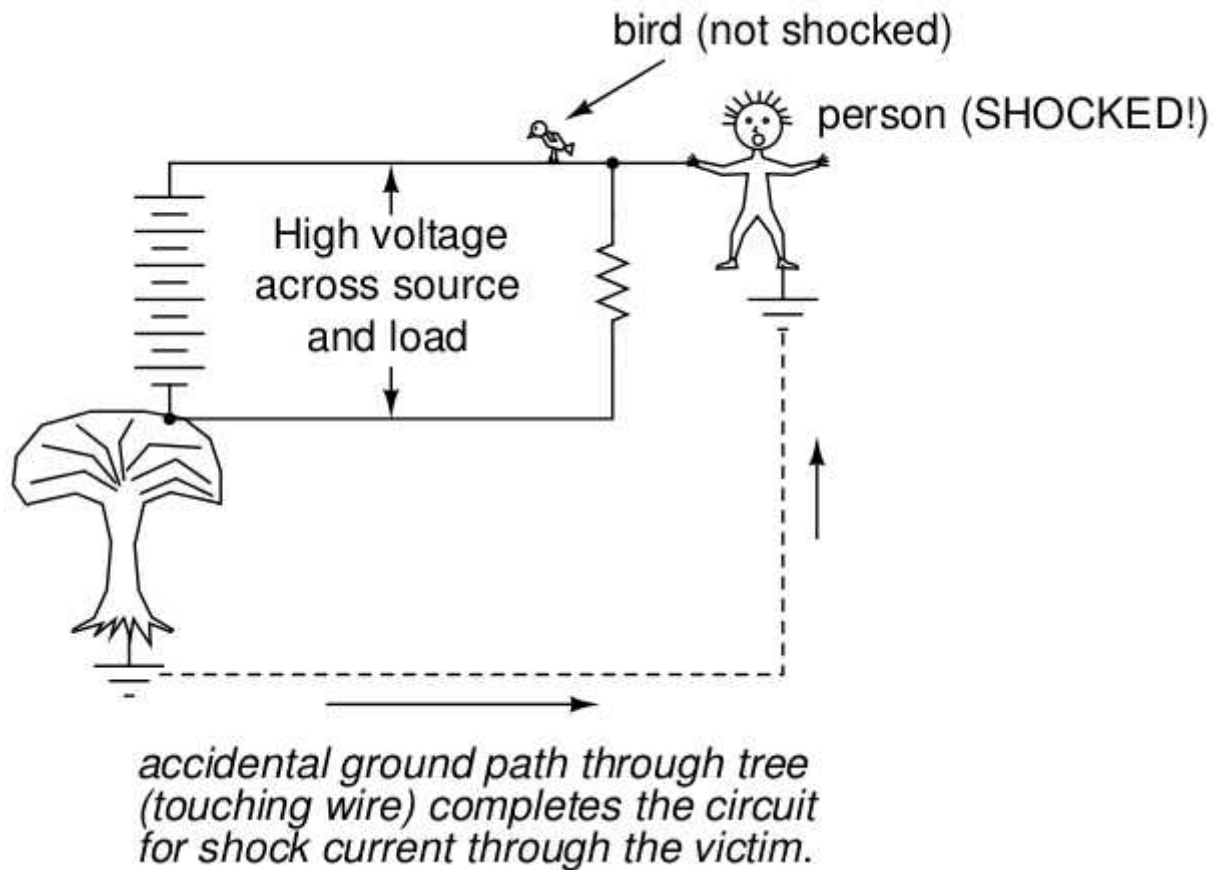 bird (not shocked)
person (SHOCKED!)
High voltage
across source
and load
accidental ground path through tree
(touching wire) completes the circuit
for shock current through the victim.